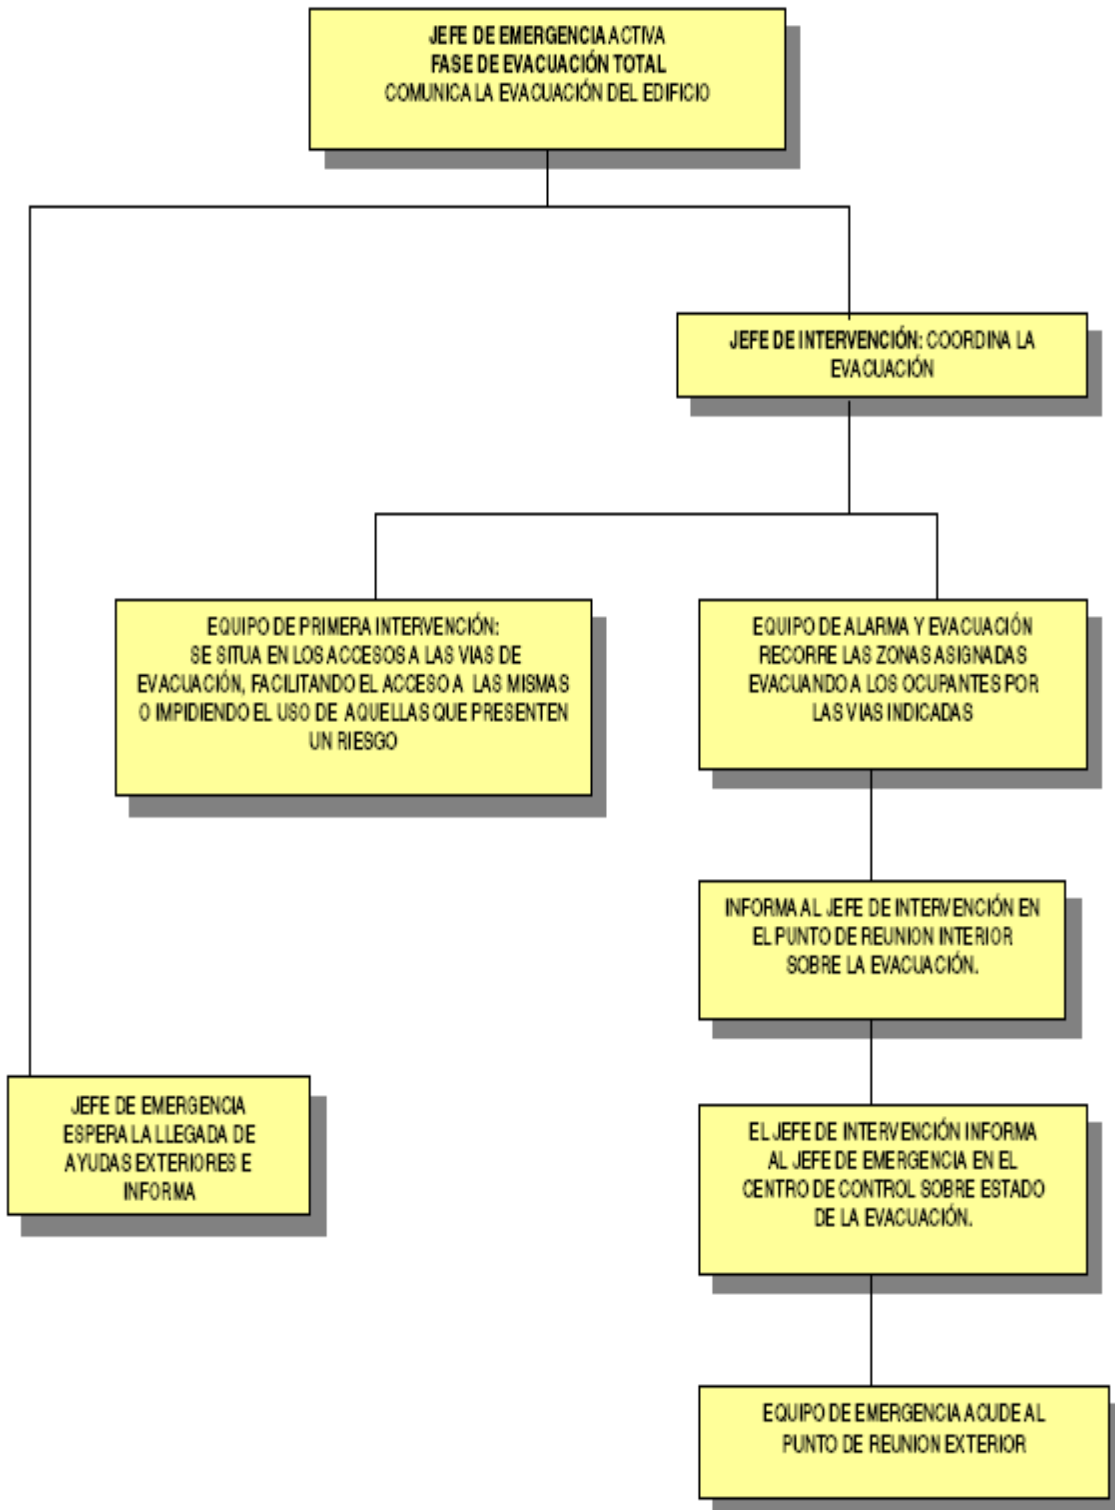 JEFE DE EMERGENCIA ACTIVA
FASE DE EVACUACIÓN TOTAL
COMUNICA LA EVACUACIÓN DEL EDIFICIO
JEFE DE INTERVENCIÓN: COORDINA LA
EVACUACIÓN
EQUIPO DE PRIMERA INTERVENCIÓN:
SE SITUA EN LOS ACCESOS A LAS VIAS DE
EVACUACIÓN, FACILITANDO EL ACCESO A LAS MISMAS
O IMPIDIENDO EL USO DE AQUELLAS QUE PRESENTEN
UN RIESGO
EQUIPO DE ALARMA Y EVACUACIÓN
RECORRE LAS ZONAS ASIGNADAS
EVACUANDO A LOS OCUPANTES POR
LAS VIAS INDICADAS
INFORMA AL JEFE DE INTERVENCIÓN EN
EL PUNTO DE REUNION INTERIOR
SOBRE LA EVACUACIÓN.
JEFE DE EMERGENCIA
ESPERA LA LLEGADA DE
AYUDAS EXTERIORES E
INFORMA
EL JEFE DE INTERVENCIÓN INFORMA
AL JEFE DE EMERGENCIA EN EL
CENTRO DE CONTROL SOBRE ESTADO
DE LA EVACUACIÓN.
EQUIPO DE EMERGENCIA ACUDE AL
PUNTO DE REUNION EXTERIOR